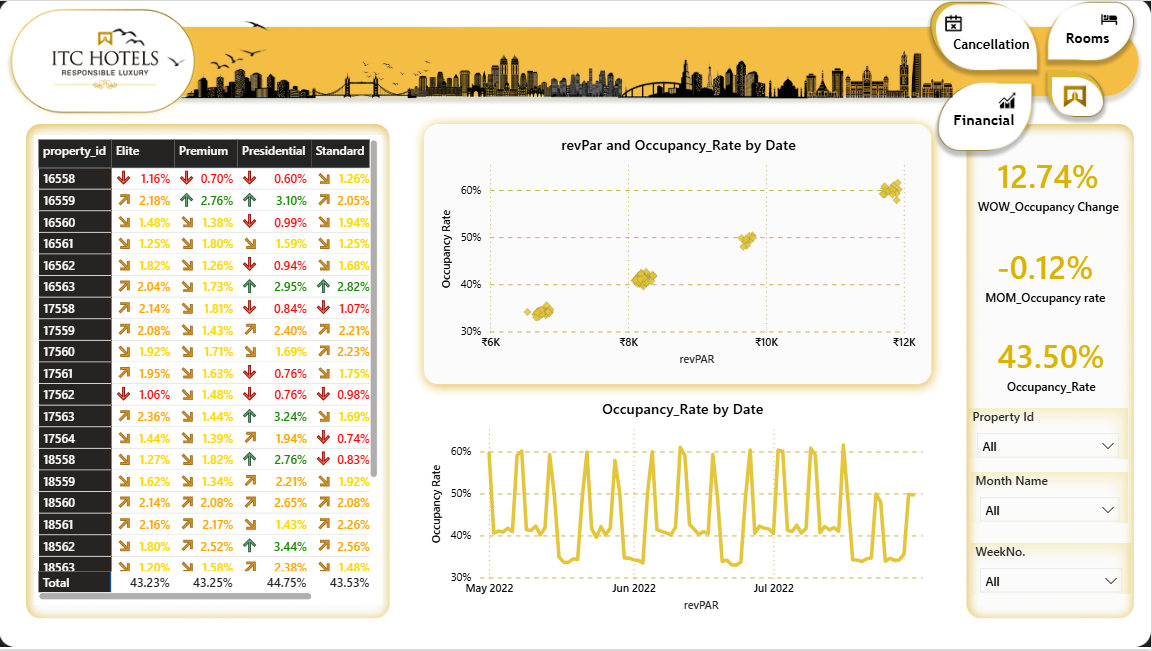 ITC HOTELS
RESPONSIBLE LUXURY
Cancellation
Rooms
Financial
property_id Elite Premium Presidential Standard
16558 1.16% 0.70% 0.60% 1.26%
16559 2.18% 2.76% 3.10% 2.05%
16560 1.48% 1.38% 0.99% 1.94%
16561 1.25% 1.80% 1.59% 1.25%
16562 1.82% 1.26% 0.94% 1.68%
16563 2.04% 1.73% 2.95% 2.82%
17558 2.14% 1.81% 0.84% 1.07%
17559 2.08% 1.43% 2.40% 2.21%
17560 1.92% 1.71% 1.69% 2.23%
17561 1.95% 1.63% 0.76% 1.75%
17562 1.06% 1.48% 0.76% 0.98%
17563 2.36% 1.44% 3.24% 1.69%
17564 1.44% 1.39% 1.94% 0.74%
18558 1.27% 1.82% 2.76% 0.83%
18559 1.62% 1.34% 2.21% 1.92%
18560 2.14% 2.08% 2.65% 2.08%
18561 2.16% 2.17% 1.43% 2.26%
18562 1.80% 2.52% 3.44% 2.56%
18563 1.20% 1.58% 2.38% 1.48%
Total 43.23% 43.25% 44.75% 43.53%
revPar and Occupancy_Rate by Date
Occupancy Rate
60%
50%
40%
30%
₹6K ₹8K ₹10K ₹12K
revPAR
Occupancy_Rate by Date
Occupancy Rate
60%
50%
40%
30%
May 2022 Jun 2022 Jul 2022
revPAR
12.74%
WOW_Occupancy Change
-0.12%
MOM_Occupancy rate
43.50%
Occupancy_Rate
Property Id
All
Month Name
All
WeekNo.
All